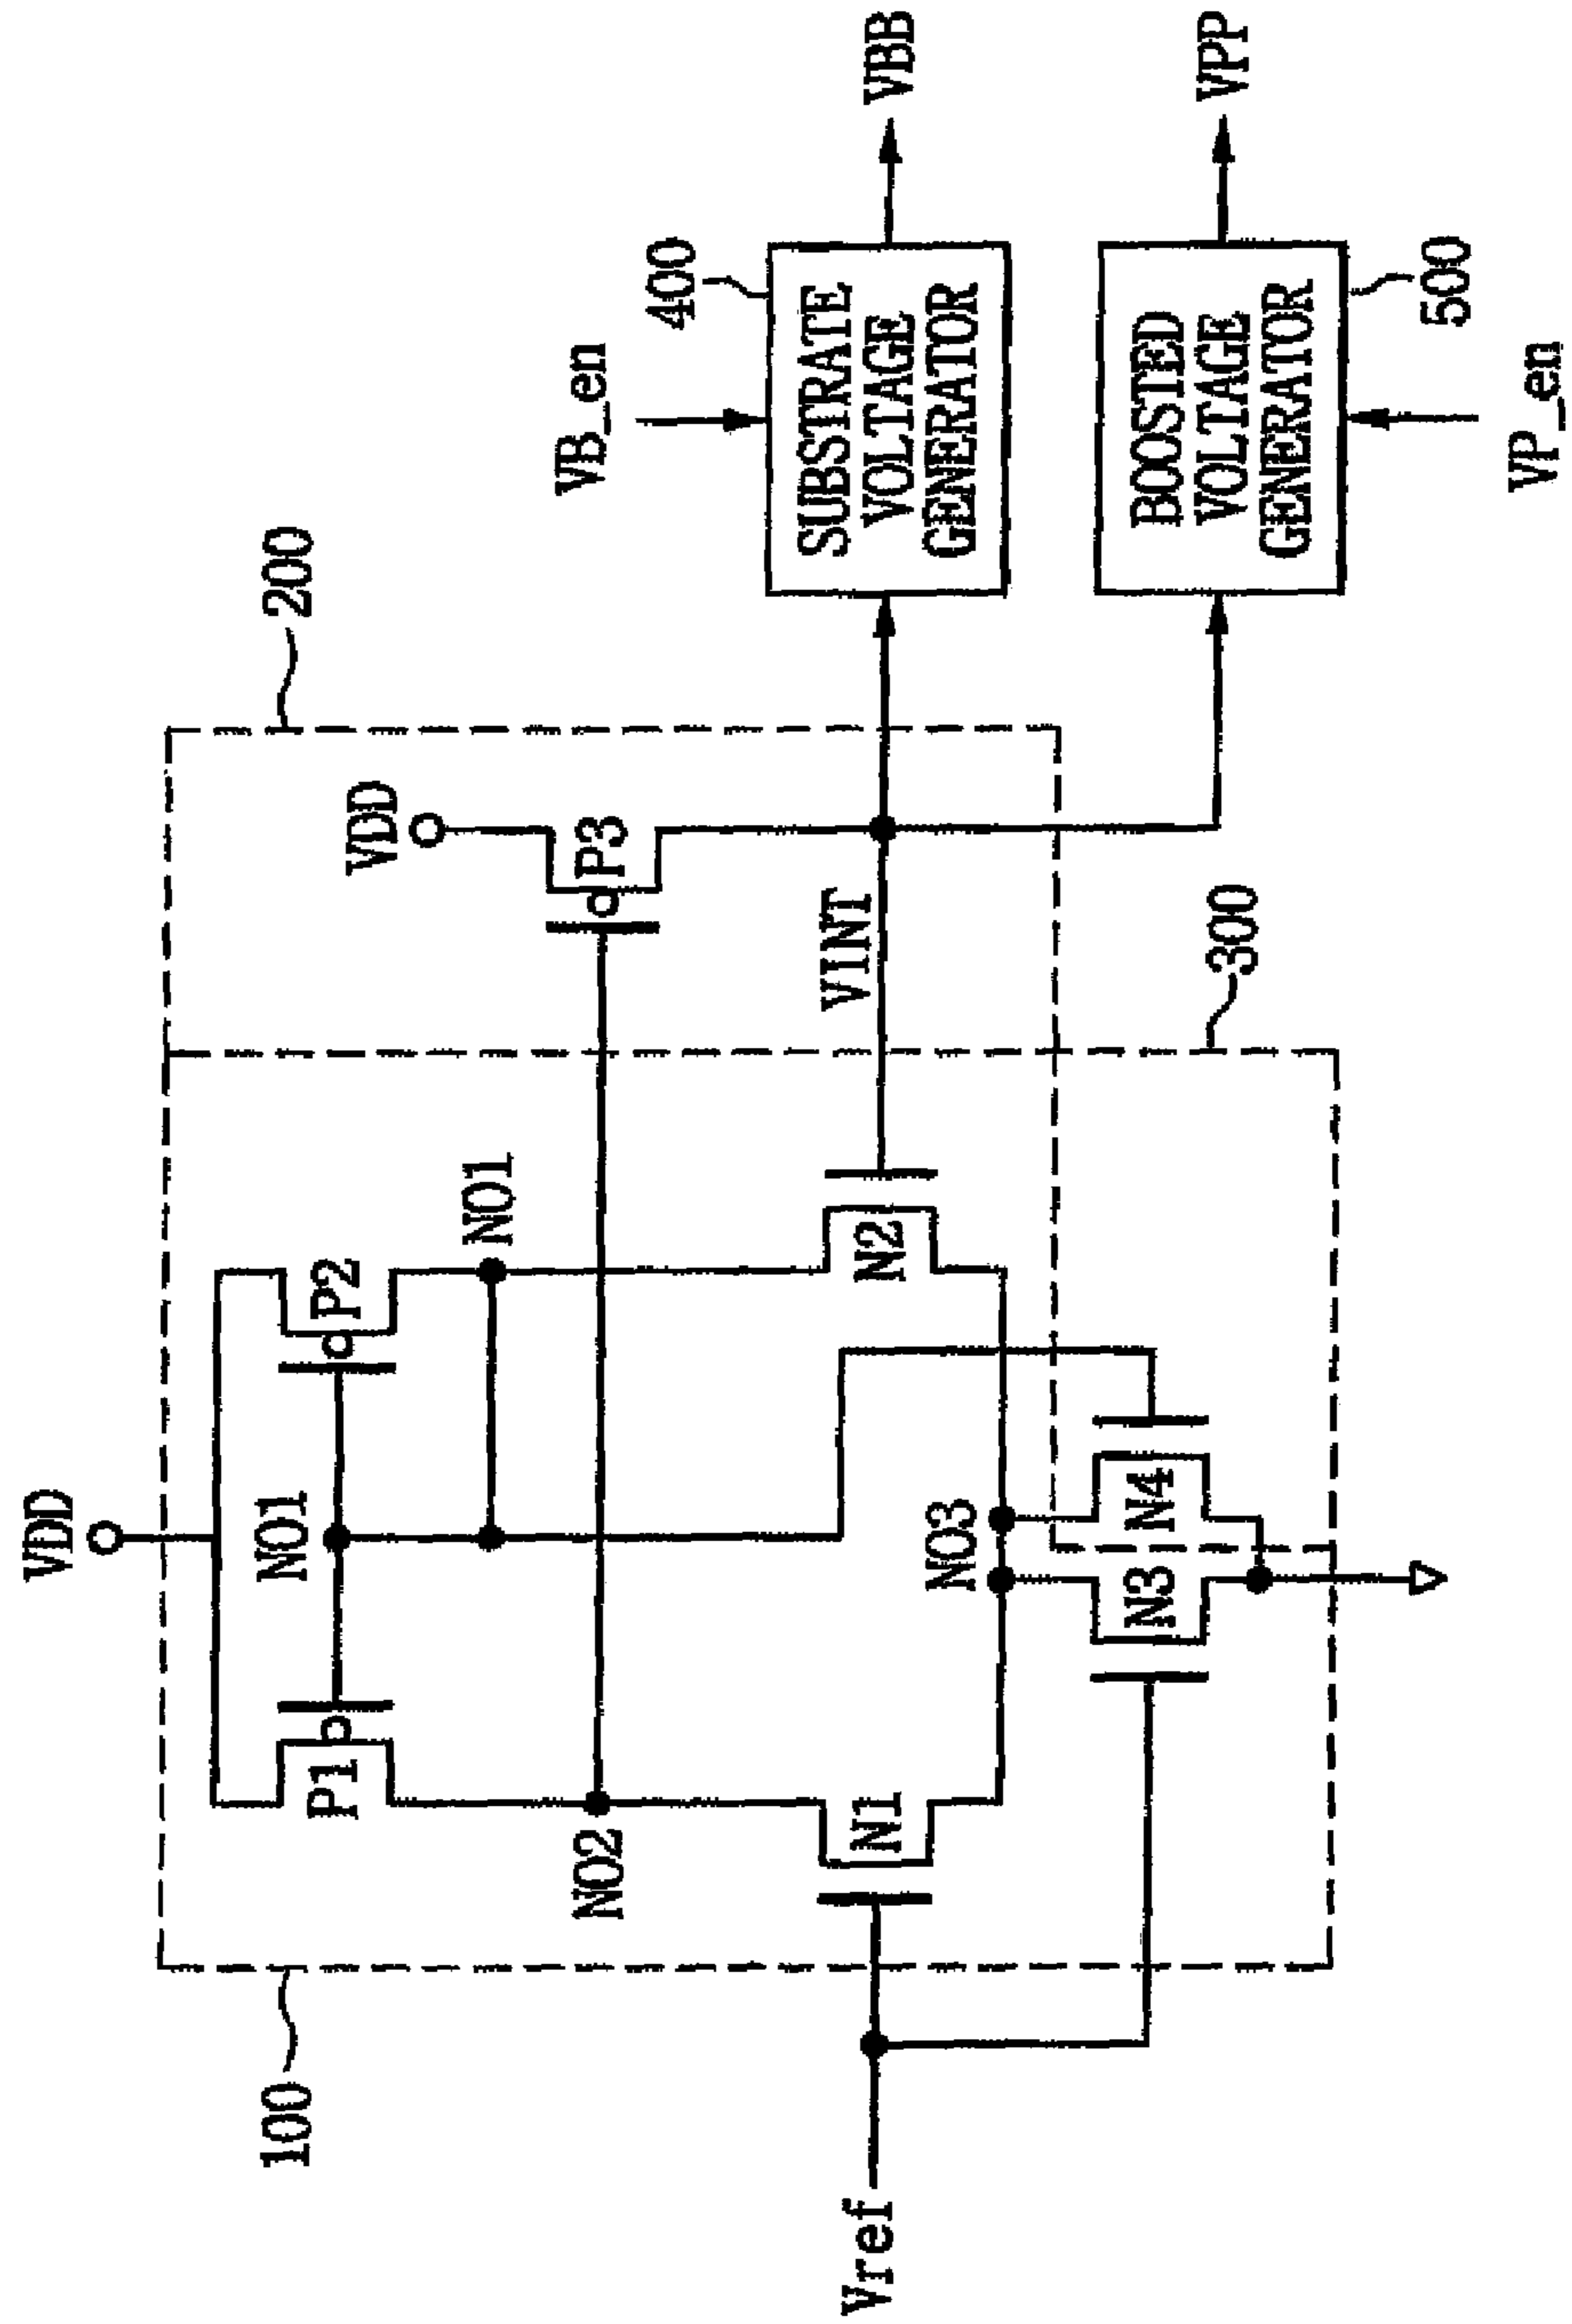 VDD
100
200
P1
NO1
P2
NO1
VDD
P3
NO2
VB_en
400
SUBSTRATE
VOLTAGE
GENERATOR
VBB
Vref
N1
N2
VINT
NO3
N3
N4
300
BOOSTED
VOLTAGE
GENERATOR
VPP
500
VP_en